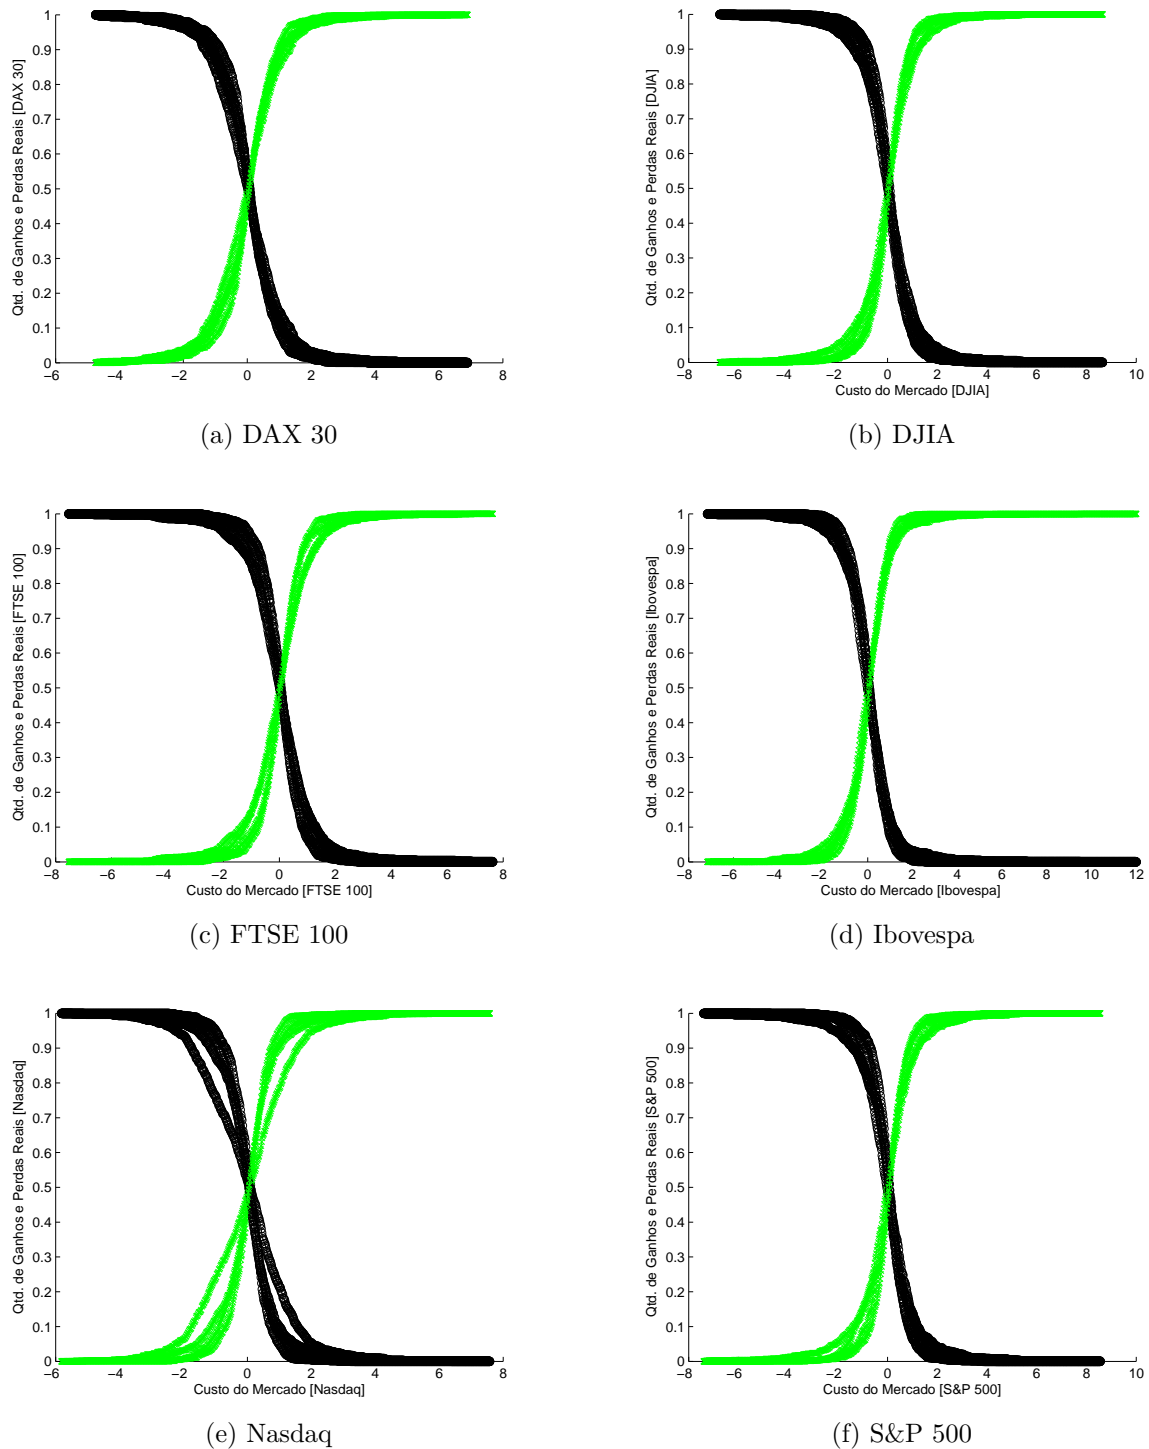 Qtd. de Ganhos e Perdas Reais [DAX 30]
1
0.9
0.8
0.7
0.6
0.5
0.4
0.3
0.2
0.1
0
−6 −4 −2 0 2 4 6 8
(a) DAX 30
Qtd. de Ganhos e Perdas Reais [DJIA]
1
0.9
0.8
0.7
0.6
0.5
0.4
0.3
0.2
0.1
0
−8 −6 −4 −2 0 2 4 6 8 10
Custo do Mercado [DJIA]
(b) DJIA
Qtd. de Ganhos e Perdas Reais [FTSE 100]
1
0.9
0.8
0.7
0.6
0.5
0.4
0.3
0.2
0.1
0
−8 −6 −4 −2 0 2 4 6 8
Custo do Mercado [FTSE 100]
(c) FTSE 100
Qtd. de Ganhos e Perdas Reais [Ibovespa]
1
0.9
0.8
0.7
0.6
0.5
0.4
0.3
0.2
0.1
0
−8 −6 −4 −2 0 2 4 6 8 10 12
Custo do Mercado [Ibovespa]
(d) Ibovespa
Qtd. de Ganhos e Perdas Reais [Nasdaq]
1
0.9
0.8
0.7
0.6
0.5
0.4
0.3
0.2
0.1
0
−6 −4 −2 0 2 4 6 8
Custo do Mercado [Nasdaq]
(e) Nasdaq
Qtd. de Ganhos e Perdas Reais [S&P 500]
1
0.9
0.8
0.7
0.6
0.5
0.4
0.3
0.2
0.1
0
−8 −6 −4 −2 0 2 4 6 8 10
Custo do Mercado [S&P 500]
(f) S&P 500